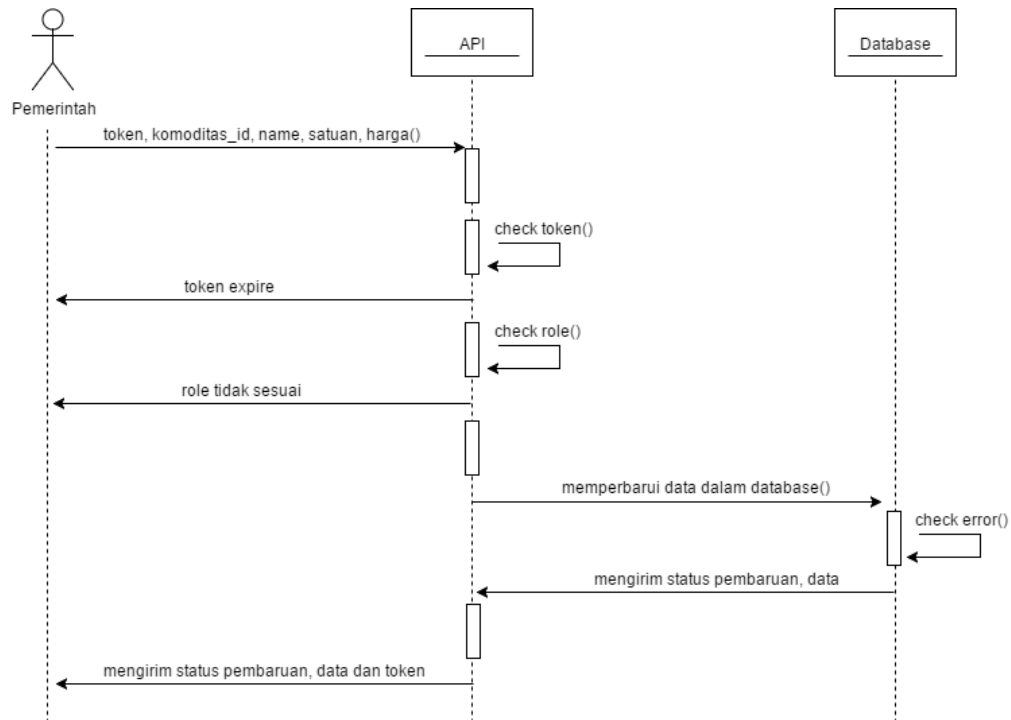 API
Database
Pemerintah
token, komoditas_id, name, satuan, harga()
check token()
token expire
check role()
role tidak sesuai
memperbarui data dalam database()
check error()
mengirim status pembaruan, data
mengirim status pembaruan, data dan token